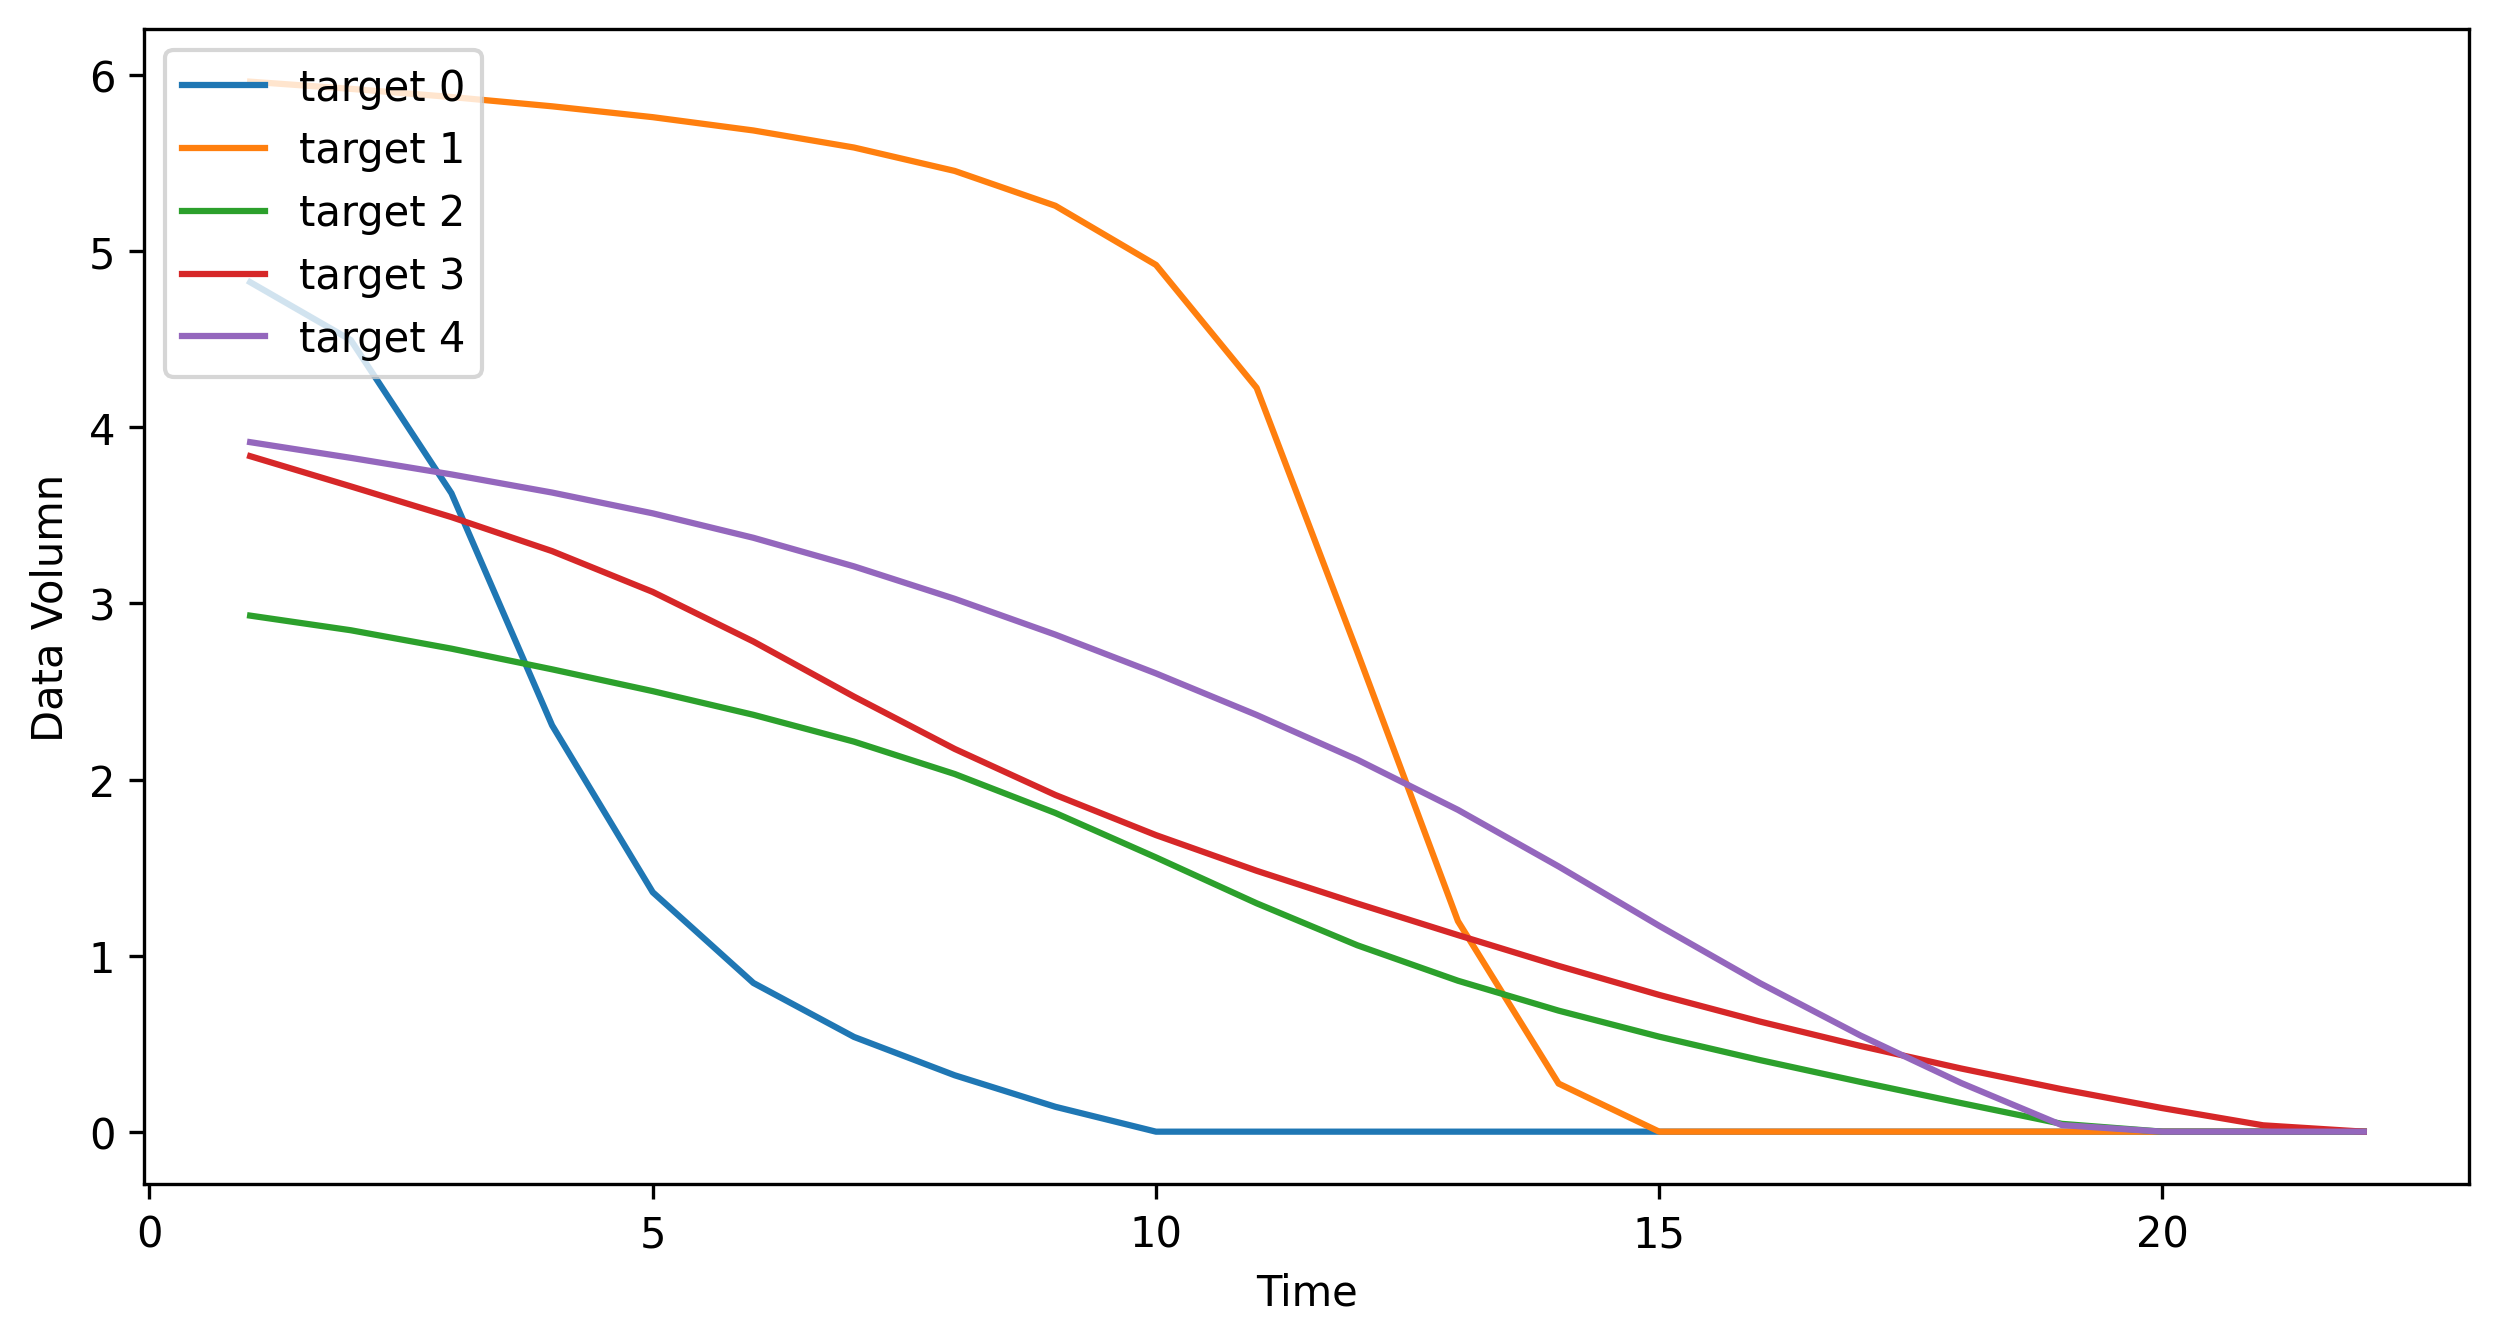 target 0
target 1
target 2
target 3
target 4
6
5
4
3
2
1
0
Data Volumn
0 5 10 15 20
Time